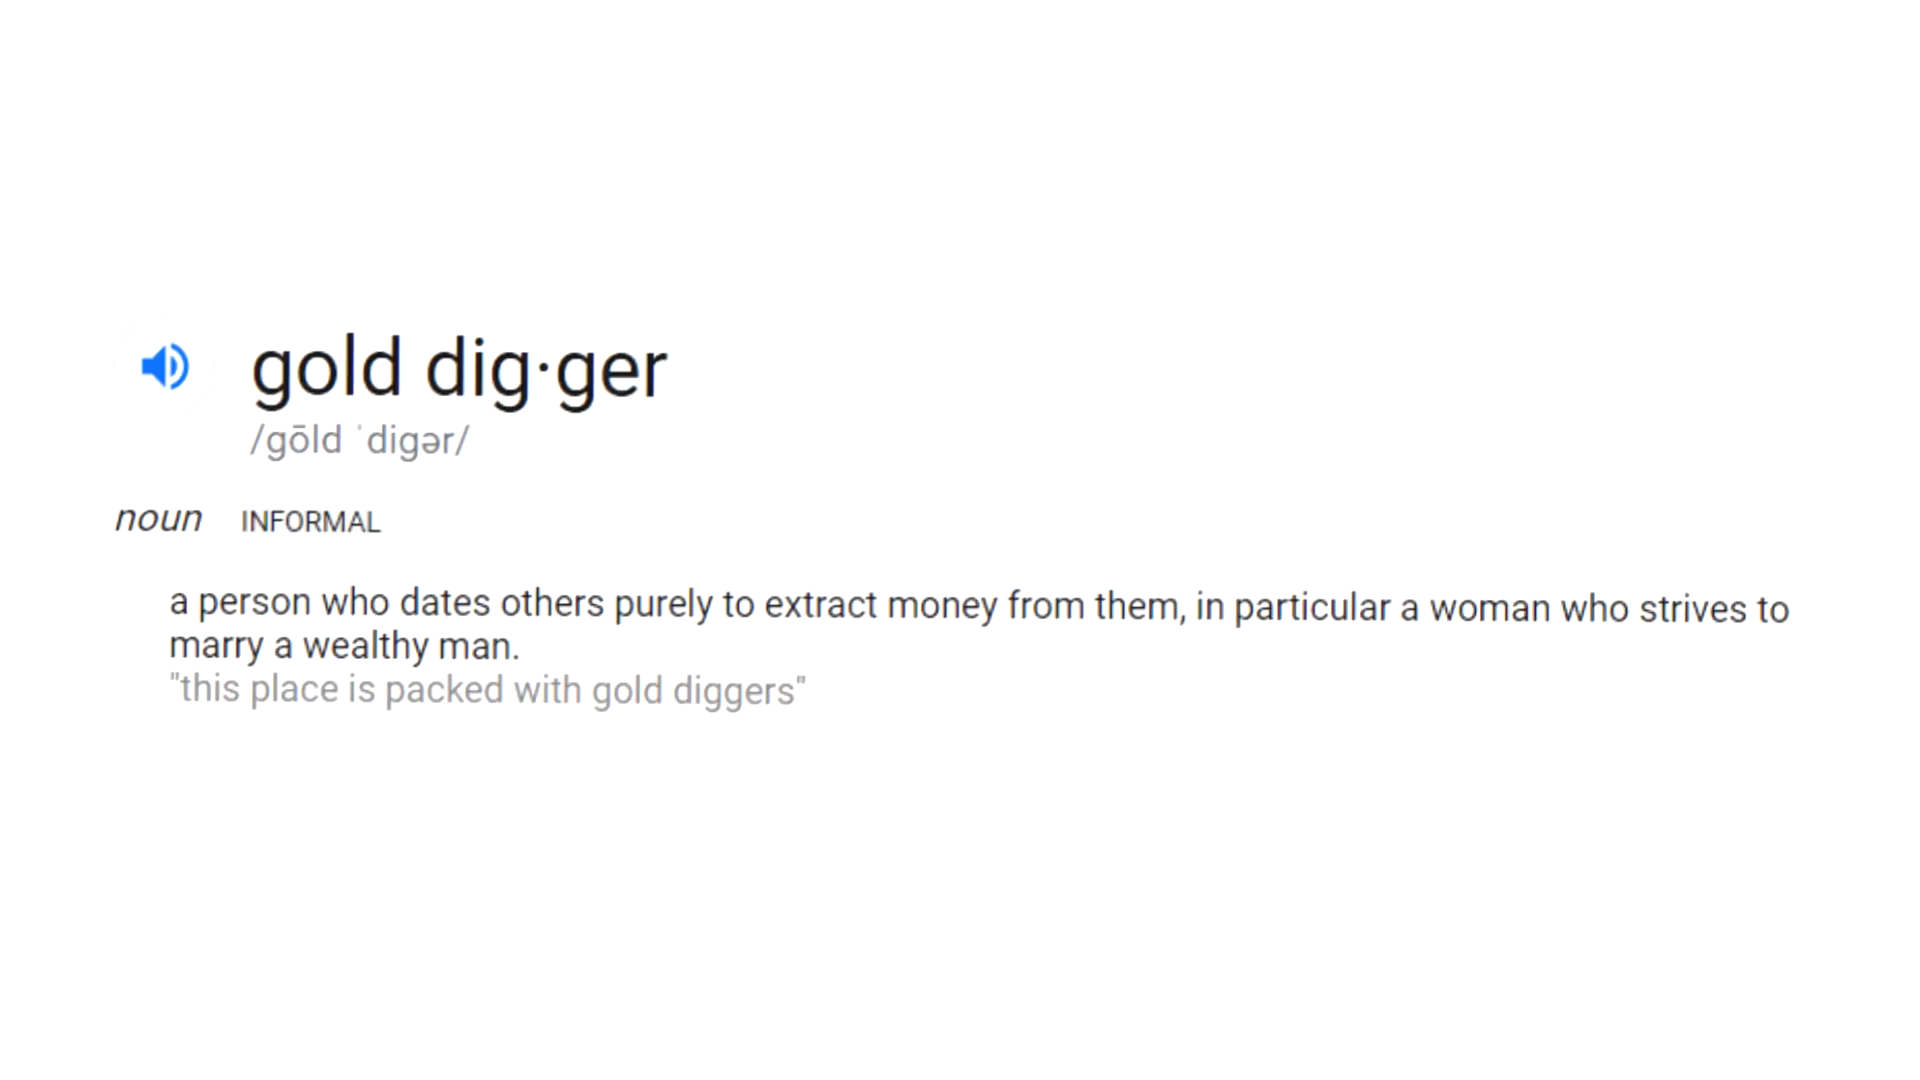 gold dig·ger
/gōld ˈdigər/
noun INFORMAL
a person who dates others purely to extract money from them, in particular a woman who strives to
marry a wealthy man.
"this place is packed with gold diggers"